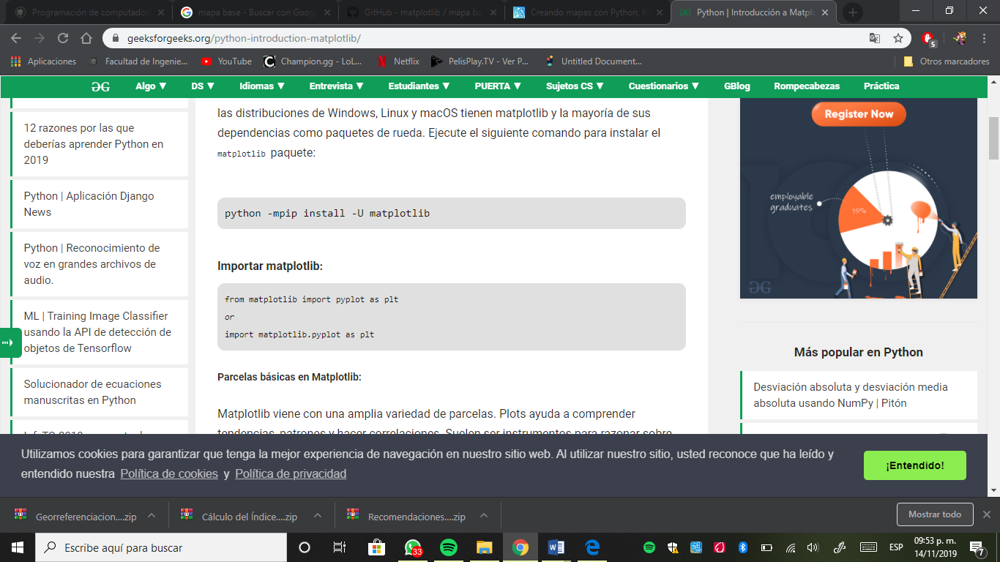 Programación de computador
mapa base - Buscar con Goog
GitHub - matplotlib / mapa ba
Creando mapas con Python, M
Python | Introducción a Matplo
geeksforgeeks.org/python-introduction-matplotlib/
5
Aplicaciones
Facultad de Ingenie...
YouTube
Champion.gg - LoL...
Netflix
PelisPlay.TV - Ver P...
Untitled Document...
Otros marcadores
Algo ▼
DS ▼
Idiomas ▼
Entrevista ▼
Estudiantes ▼
PUERTA ▼
Sujetos CS ▼
Cuestionarios ▼
GBlog
Rompecabezas
Práctica
12 razones por las que
deberías aprender Python en
2019
Python | Aplicación Django
News
Python | Reconocimiento de
voz en grandes archivos de
audio.
ML | Training Image Classifier
usando la API de detección de
objetos de Tensorflow
Solucionador de ecuaciones
manuscritas en Python
las distribuciones de Windows, Linux y macOS tienen matplotlib y la mayoría de sus
dependencias como paquetes de rueda. Ejecute el siguiente comando para instalar el
matplotlib paquete:
python -mpip install -U matplotlib
Importar matplotlib:
from matplotlib import pyplot as plt
or
import matplotlib.pyplot as plt
Parcelas básicas en Matplotlib:
Matplotlib viene con una amplia variedad de parcelas. Plots ayuda a comprender
tendencias, patrones y hacer correlaciones. Suelen ser instrumentos para razonar sobre
Register Now
employable
graduates
15%
Más popular en Python
Desviación absoluta y desviación media
absoluta usando NumPy | Pitón
Utilizamos cookies para garantizar que tenga la mejor experiencia de navegación en nuestro sitio web. Al utilizar nuestro sitio, usted reconoce que ha leído y
entendido nuestra Política de cookies y Política de privacidad
¡Entendido!
Georreferenciacion....zip
Cálculo del Índice....zip
Recomendaciones....zip
Mostrar todo
Escribe aquí para buscar
33
ESP
09:53 p. m.
14/11/2019
7